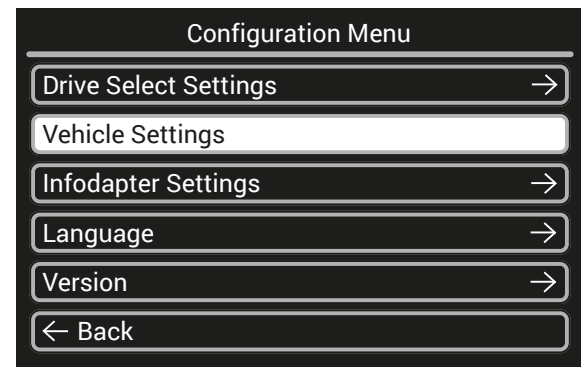 Configuration Menu
Drive Select Settings →
Vehicle Settings
Infodapter Settings →
Language →
Version →
← Back